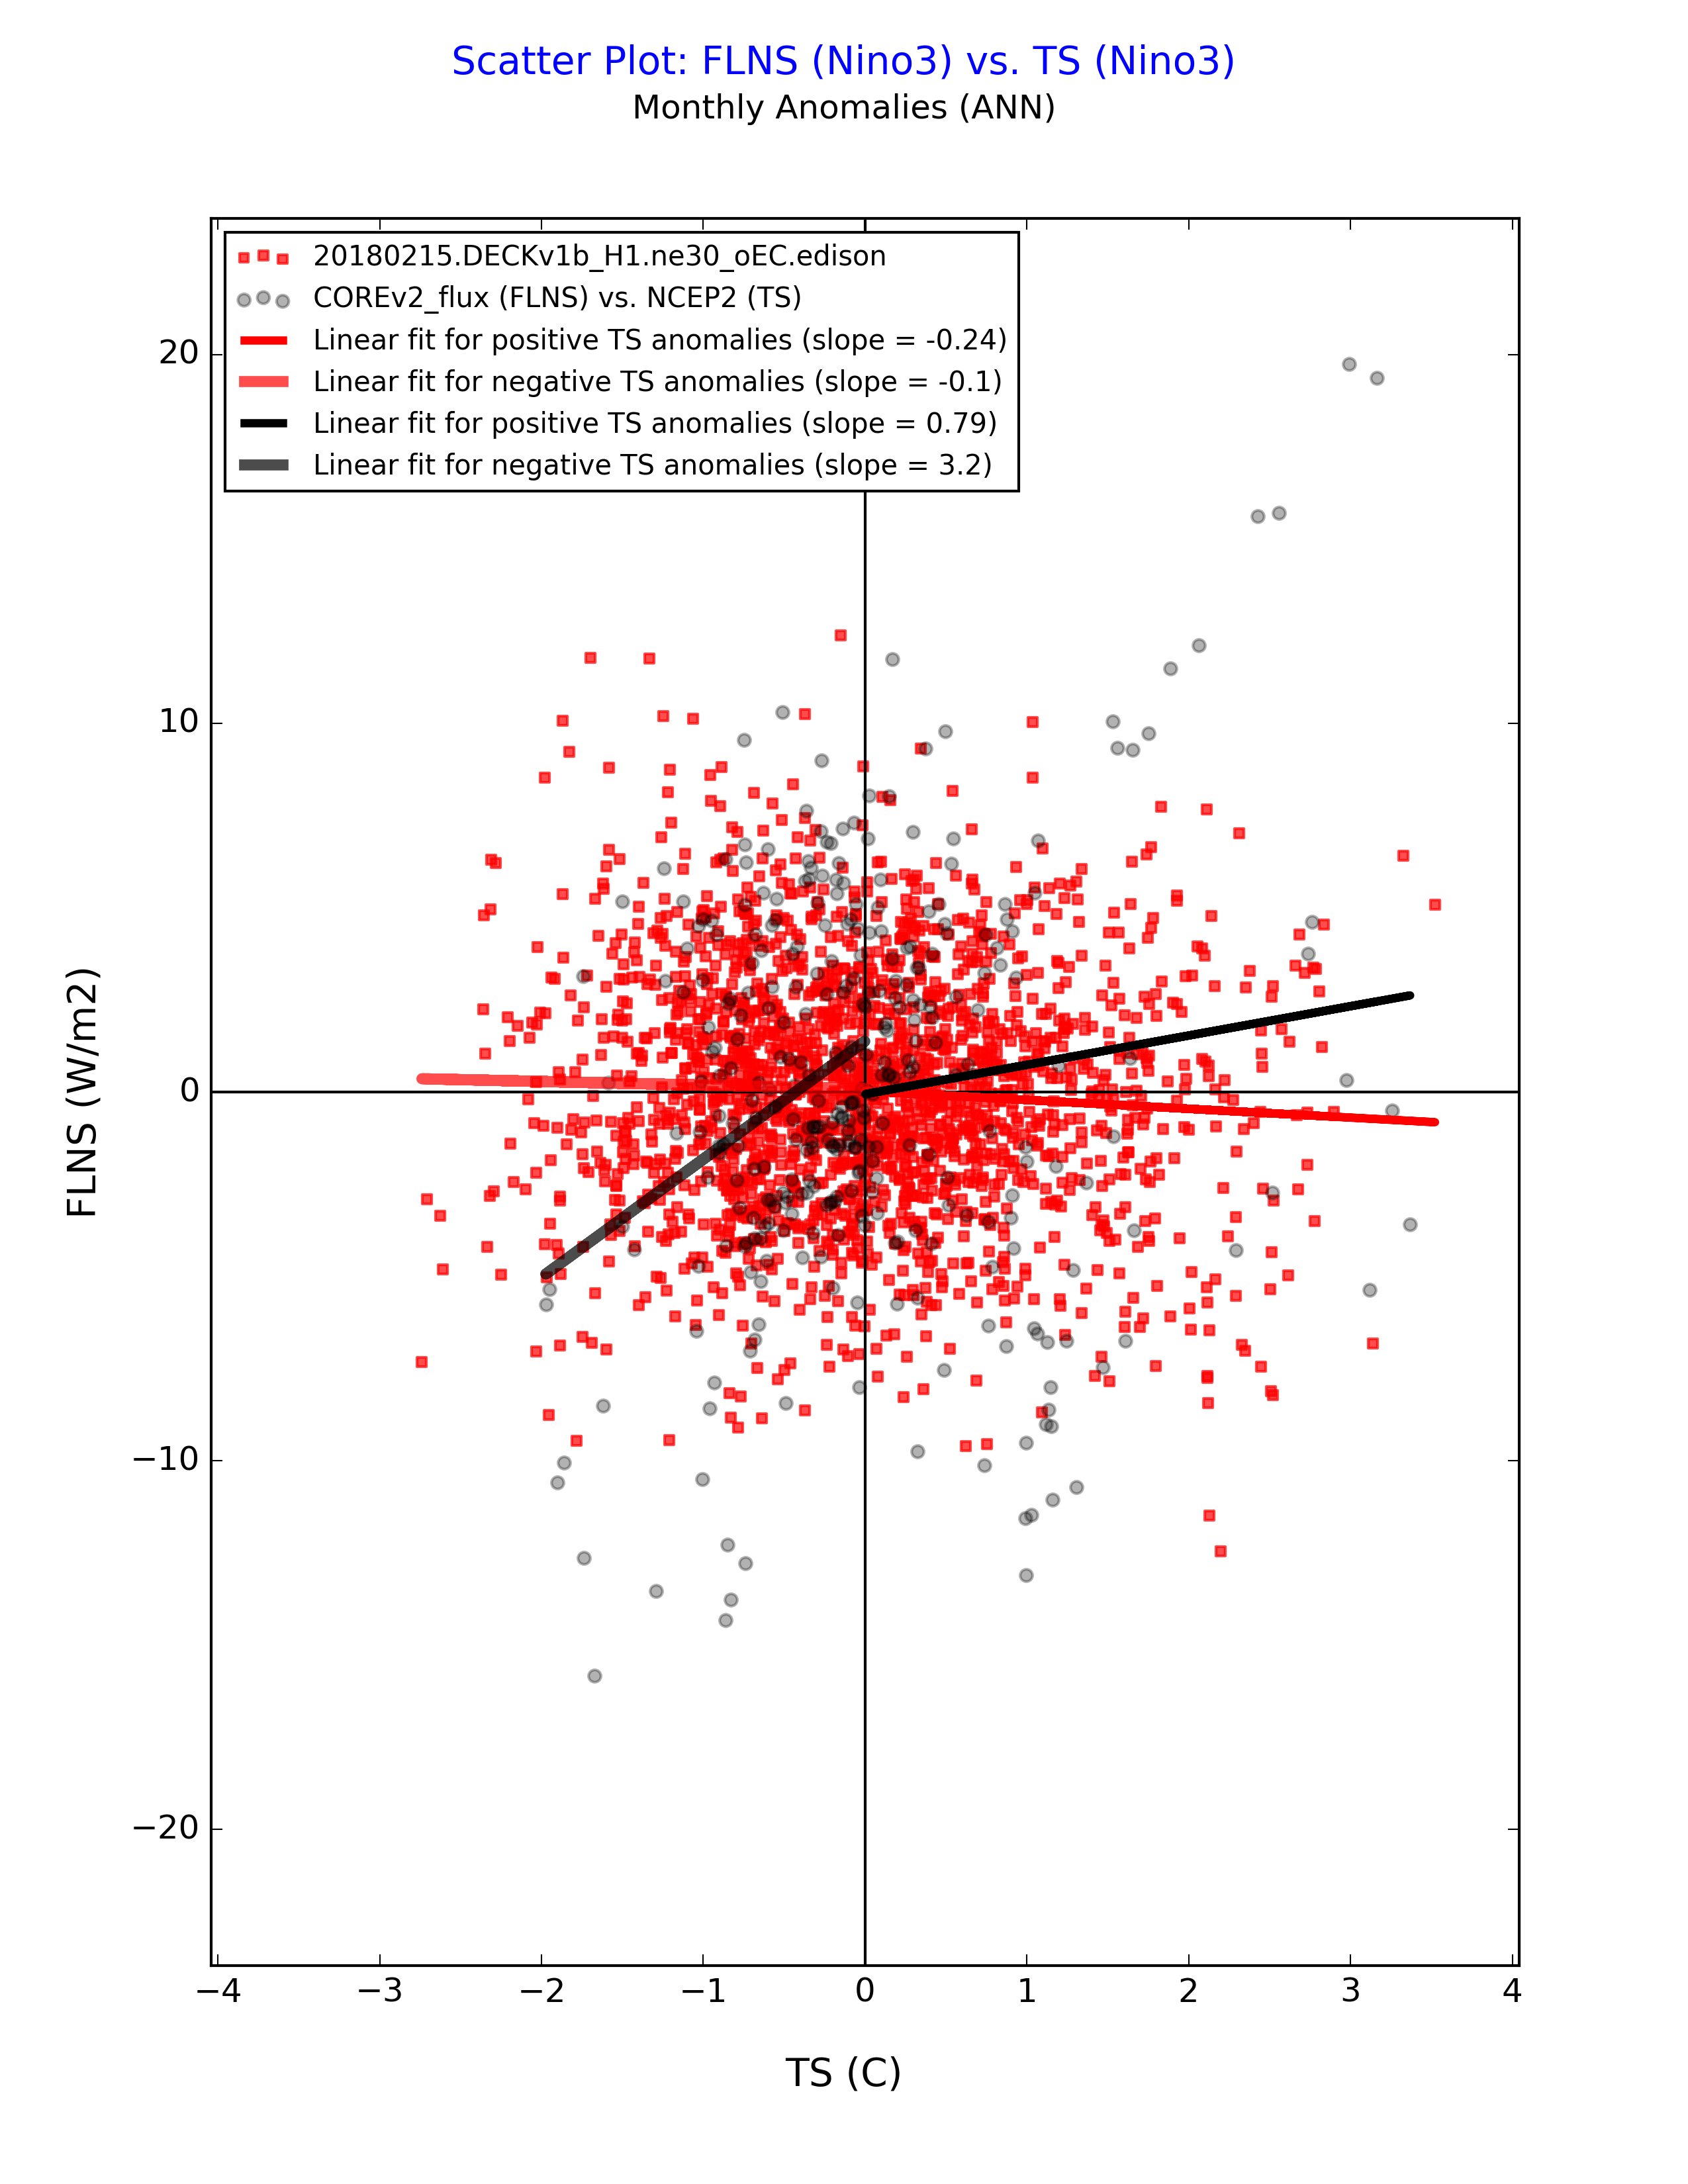 Scatter Plot: FLNS (Nino3) vs. TS (Nino3)
Monthly Anomalies (ANN)
20180215.DECKv1b_H1.ne30_oEC.edison
COREv2_flux (FLNS) vs. NCEP2 (TS)
Linear fit for positive TS anomalies (slope = -0.24)
Linear fit for negative TS anomalies (slope = -0.1)
Linear fit for positive TS anomalies (slope = 0.79)
Linear fit for negative TS anomalies (slope = 3.2)
20
10
0
−10
−20
FLNS (W/m2)
−4 −3 −2 −1 0 1 2 3 4
TS (C)